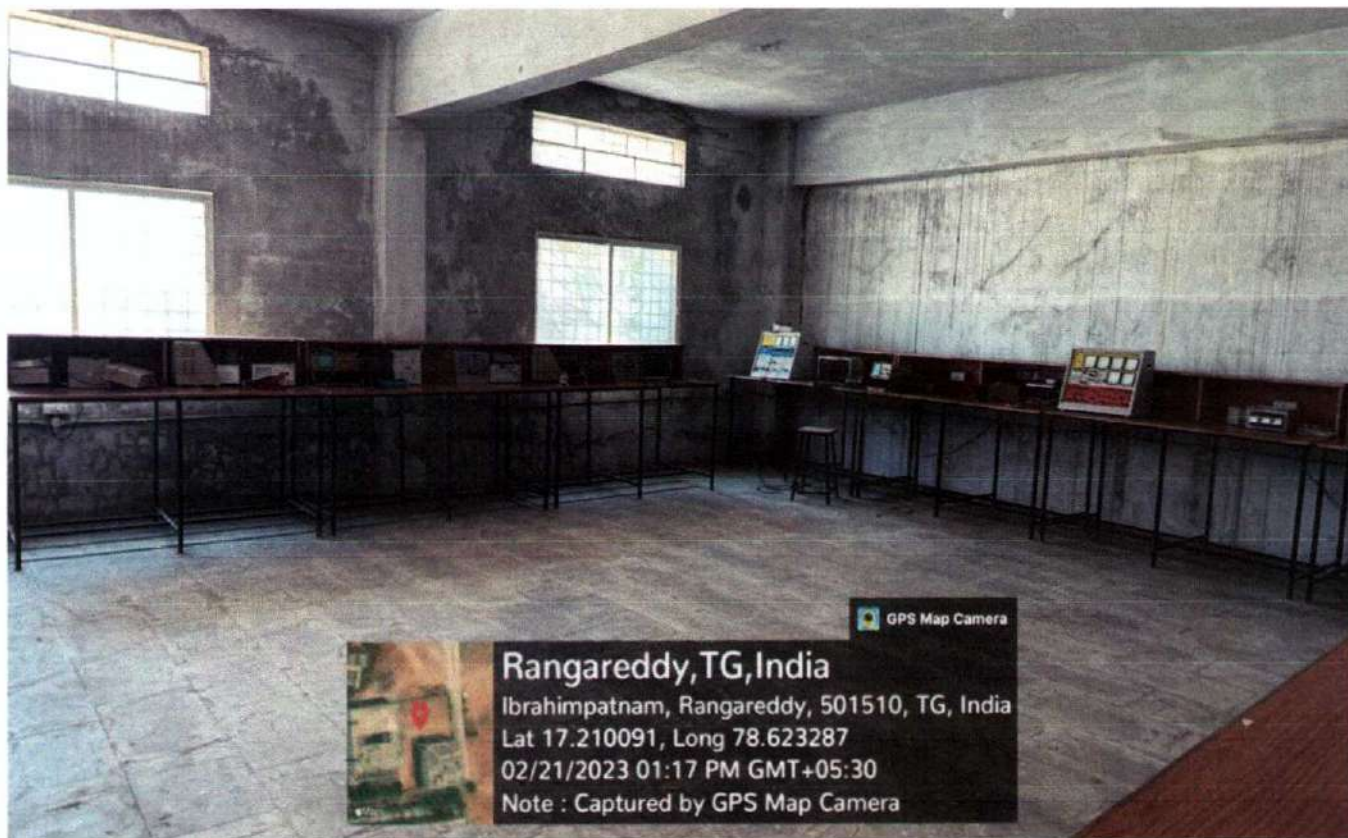 GPS Map Camera
Rangareddy,TG,India
Ibrahimpatnam, Rangareddy, 501510, TG, India
Lat 17.210091, Long 78.623287
02/21/2023 01:17 PM GMT+05:30
Note : Captured by GPS Map Camera